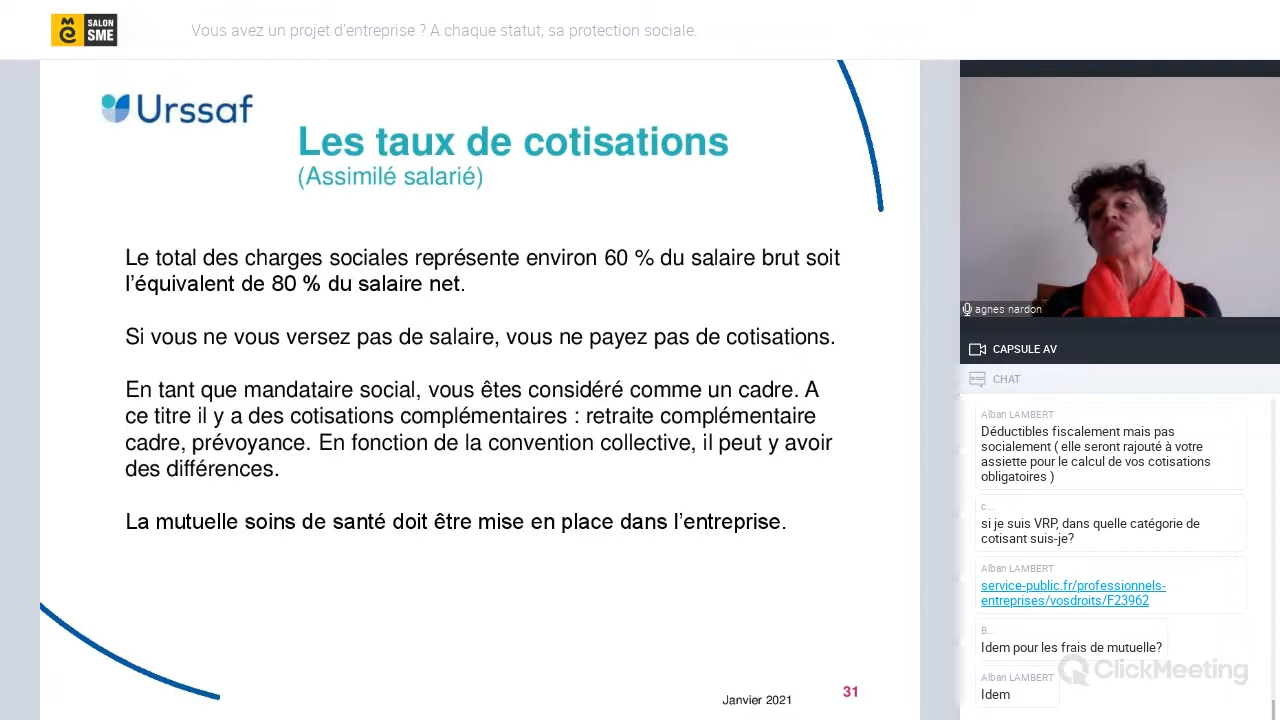 SALON
SME
Vous avez un projet d'entreprise ? A chaque statut, sa protection sociale.
Urssaf
Les taux de cotisations
(Assimilé salarié)
Le total des charges sociales représente environ 60 % du salaire brut soit
l'équivalent de 80 % du salaire net.
Si vous ne vous versez pas de salaire, vous ne payez pas de cotisations.
En tant que mandataire social, vous êtes considéré comme un cadre. A
ce titre il y a des cotisations complémentaires : retraite complémentaire
cadre, prévoyance. En fonction de la convention collective, il peut y avoir
des différences.
La mutuelle soins de santé doit être mise en place dans l'entreprise.
Janvier 2021
31
agnes nardon
CAPSULE AV
CHAT
Alban LAMBERT
Déductibles fiscalement mais pas
socialement ( elle seront rajouté à votre
assiette pour le calcul de vos cotisations
obligatoires )
c...
si je suis VRP, dans quelle catégorie de
cotisant suis-je?
Alban LAMBERT
service-public.fr/professionnels-
entreprises/vosdroits/F23962
B...
Idem pour les frais de mutuelle?
Alban LAMBERT
Idem
ClickMeeting